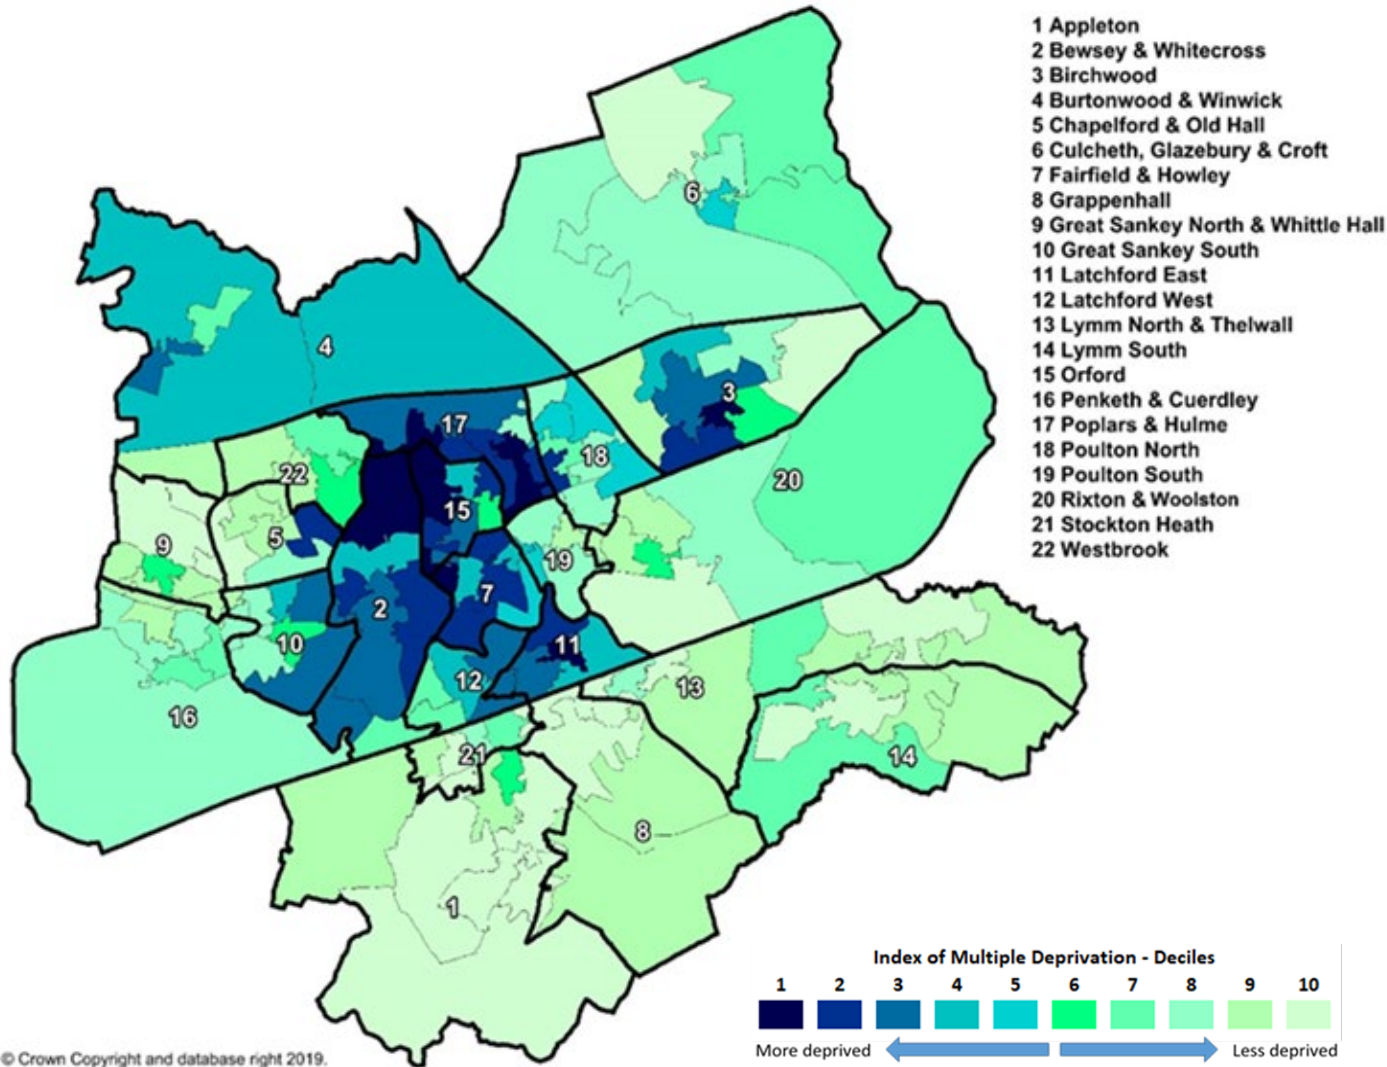 1 Appleton
2 Bewsey & Whitecross
3 Birchwood
4 Burtonwood & Winwick
5 Chapelford & Old Hall
6 Culcheth, Glazebury & Croft
7 Fairfield & Howley
8 Grappenhall
9 Great Sankey North & Whittle Hall
10 Great Sankey South
11 Latchford East
12 Latchford West
13 Lymm North & Thelwall
14 Lymm South
15 Orford
16 Penketh & Cuerdley
17 Poplars & Hulme
18 Poulton North
19 Poulton South
20 Rixton & Woolston
21 Stockton Heath
22 Westbrook
6
4
3
17
18
22
20
15
5
9
19
7
2
10
11
12
13
16
21
14
8
1
Index of Multiple Deprivation - Deciles
1 2 3 4 5 6 7 8 9 10
More deprived Less deprived
© Crown Copyright and database right 2019.